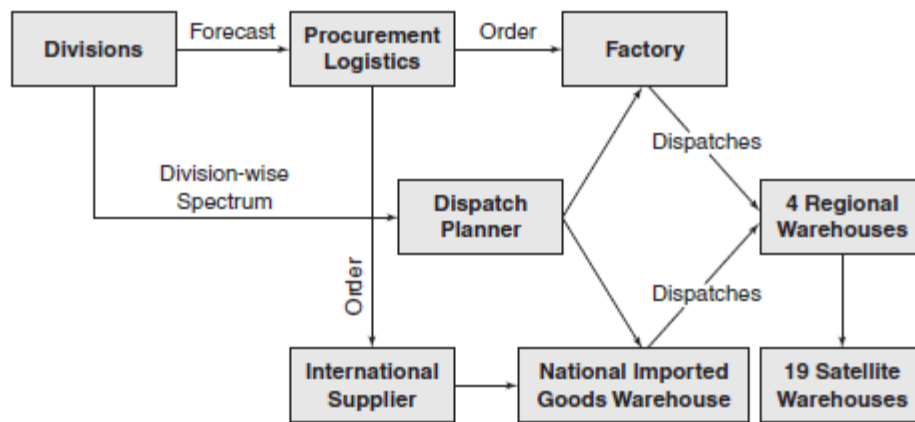 Divisions
Forecast
Procurement
Logistics
Order
Factory
Dispatches
Division-wise
Spectrum
Dispatch
Planner
4 Regional
Warehouses
Order
Dispatches
International
Supplier
National Imported
Goods Warehouse
19 Satellite
Warehouses